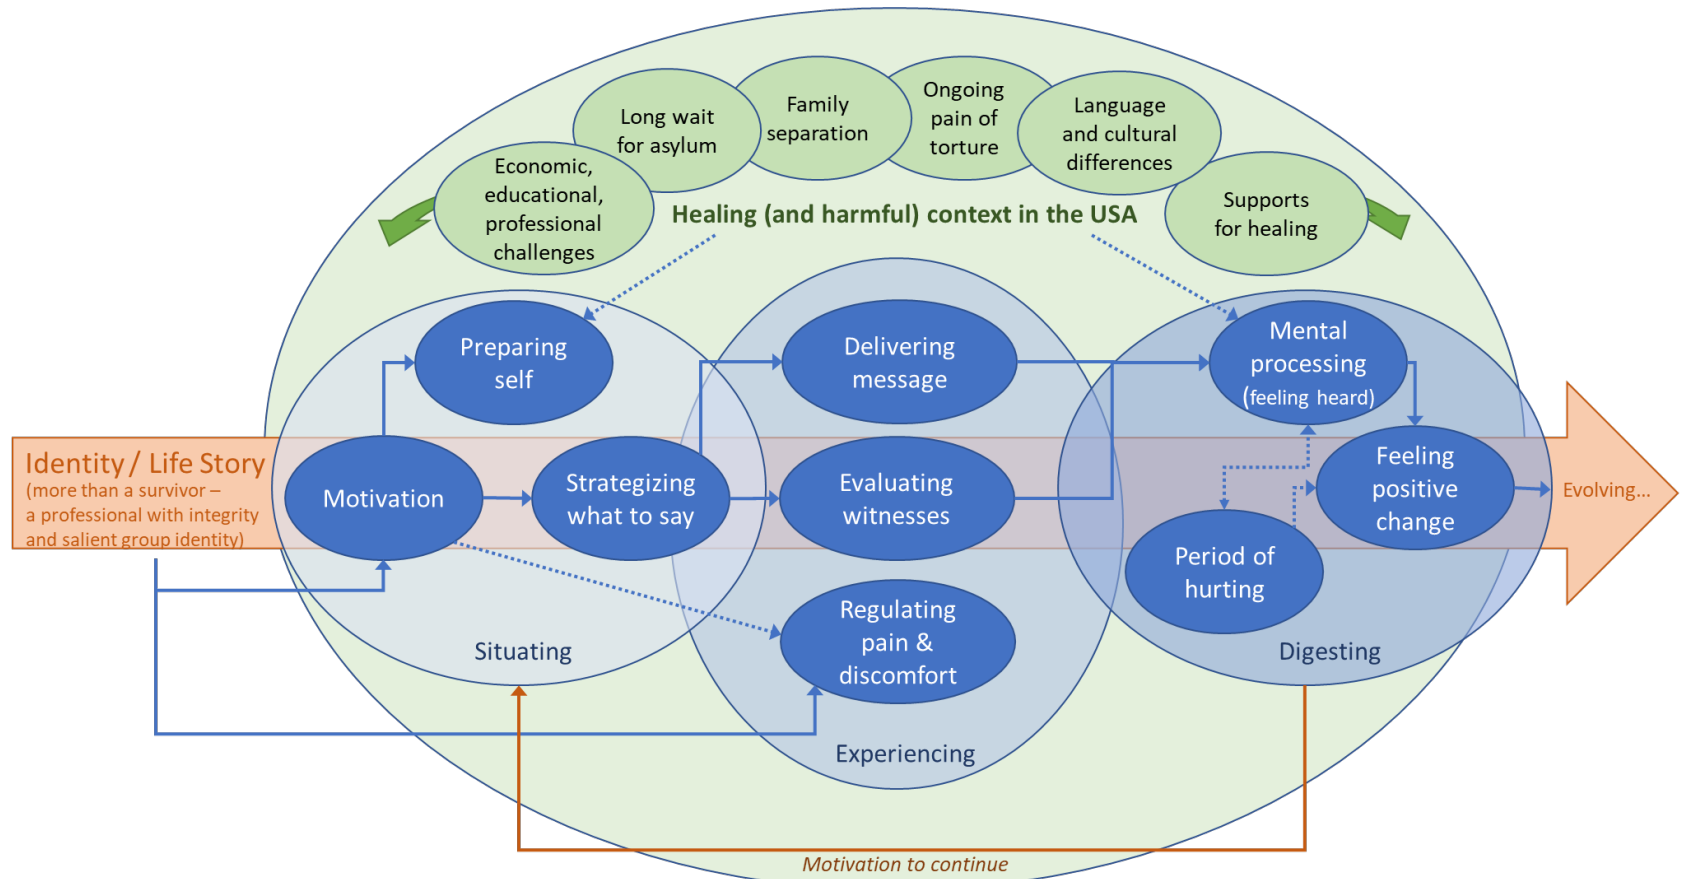 Ongoing
pain of
torture
Family
separation
Long wait
for asylum
Language
and cultural
differences
Economic,
educational,
professional
challenges
Supports
for healing
Healing (and harmful) context in the USA
Preparing
self
Delivering
message
Mental
processing
(feeling heard)
Identity / Life Story
(more than a survivor –
a professional with integrity
and salient group identity)
Motivation
Strategizing
what to say
Evaluating
witnesses
Feeling
positive
change
Evolving...
Period of
hurting
Regulating
pain &
discomfort
Situating
Digesting
Experiencing
Motivation to continue